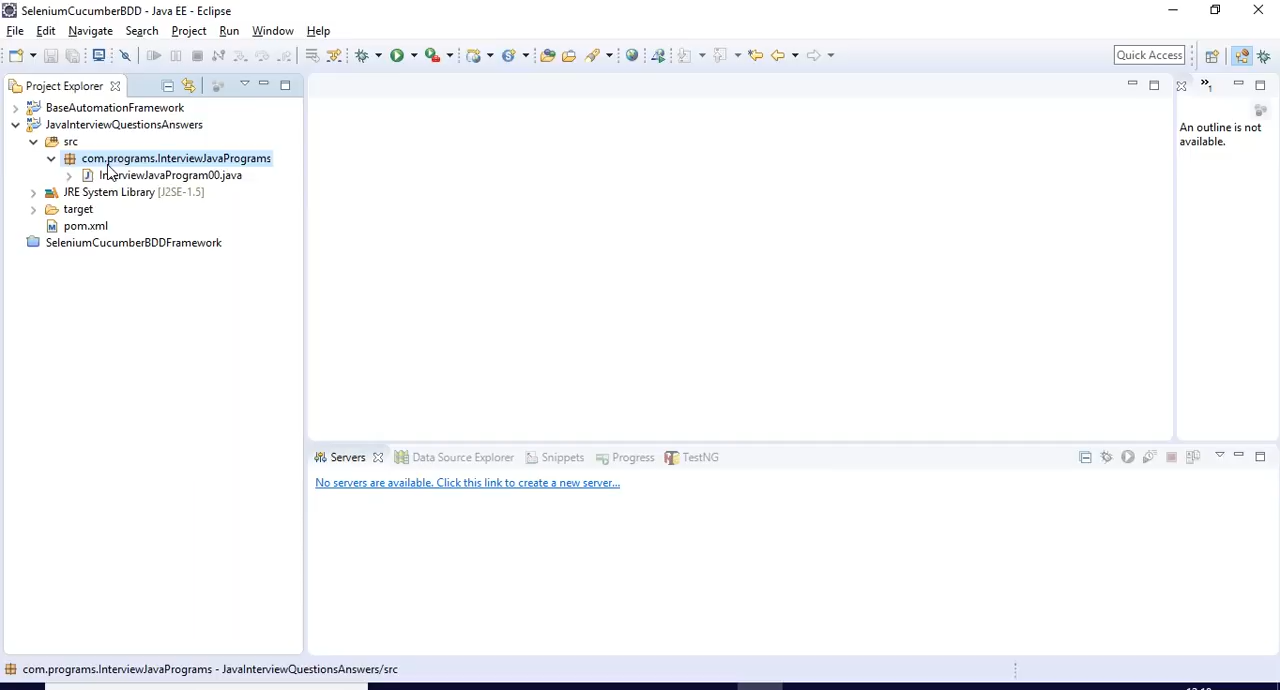 SeleniumCucumberBDD - Java EE - Eclipse
File Edit Navigate Search Project Run Window Help
Quick Access
Project Explorer
BaseAutomationFramework
JavaInterviewQuestionsAnswers
src
com.programs.InterviewJavaPrograms
InterviewJavaProgram00.java
JRE System Library [J2SE-1.5]
target
pom.xml
SeleniumCucumberBDDFramework
An outline is not
available.
Servers Data Source Explorer Snippets Progress TestNG
No servers are available. Click this link to create a new server...
com.programs.InterviewJavaPrograms - JavaInterviewQuestionsAnswers/src